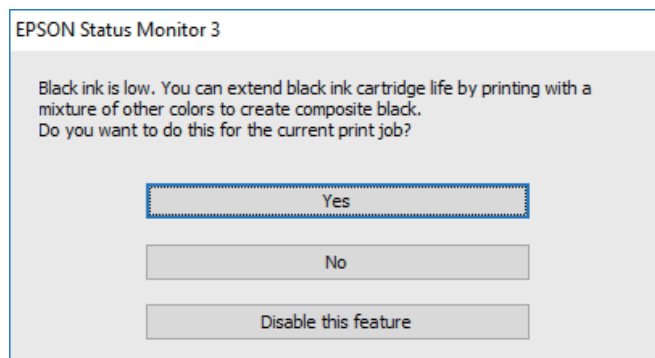 EPSON Status Monitor 3
Black ink is low. You can extend black ink cartridge life by printing with a
mixture of other colors to create composite black.
Do you want to do this for the current print job?
Yes
No
Disable this feature